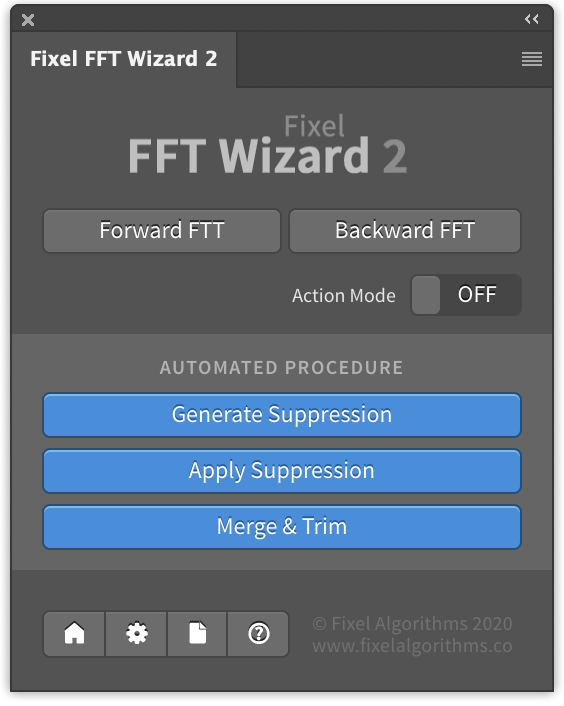 Fixel FFT Wizard 2
Fixel
FFT Wizard 2
Forward FTT
Backward FFT
Action Mode
OFF
AUTOMATED PROCEDURE
Generate Suppression
Apply Suppression
Merge & Trim
© Fixel Algorithms 2020
www.fixelalgorithms.co